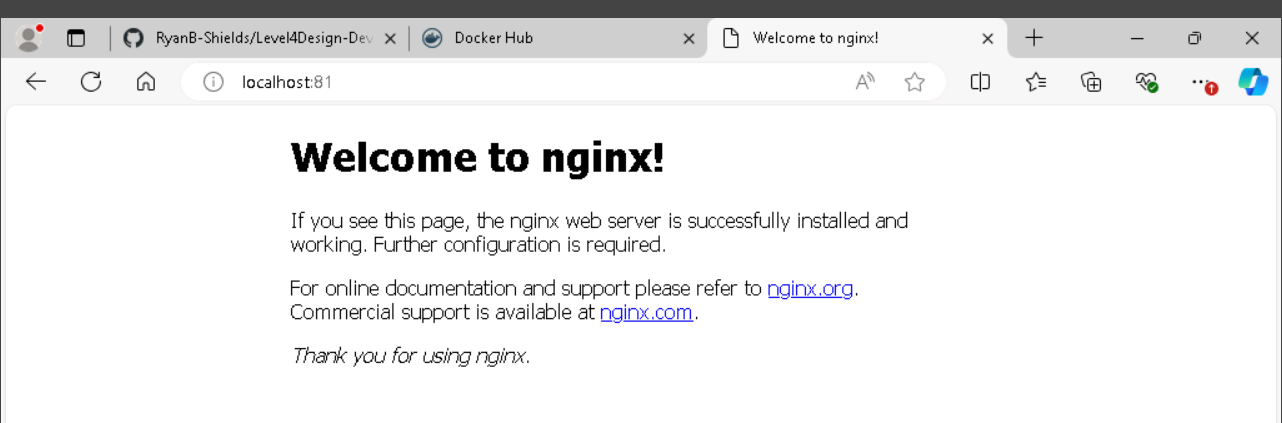 RyanB-Shields/Level4Design-Dev
Docker Hub
Welcome to nginx!
localhost:81
Welcome to nginx!
If you see this page, the nginx web server is successfully installed and
working. Further configuration is required.
For online documentation and support please refer to nginx.org.
Commercial support is available at nginx.com.
Thank you for using nginx.